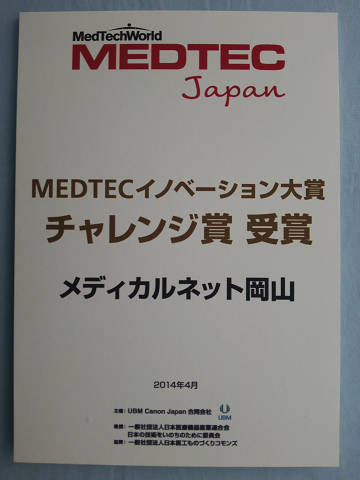 MedTechWorld
MEDTEC
Japan
MEDTECイノベーション大賞
チャレンジ賞 受賞
メディカルネット岡山
2014年4月
主催：UBM Canon Japan 合同会社
UBM
後援：一般社団法人日本医療機器産業連合会
日本の技術をいのちのために委員会
協賛：一般社団法人日本医工ものづくりコモンズ